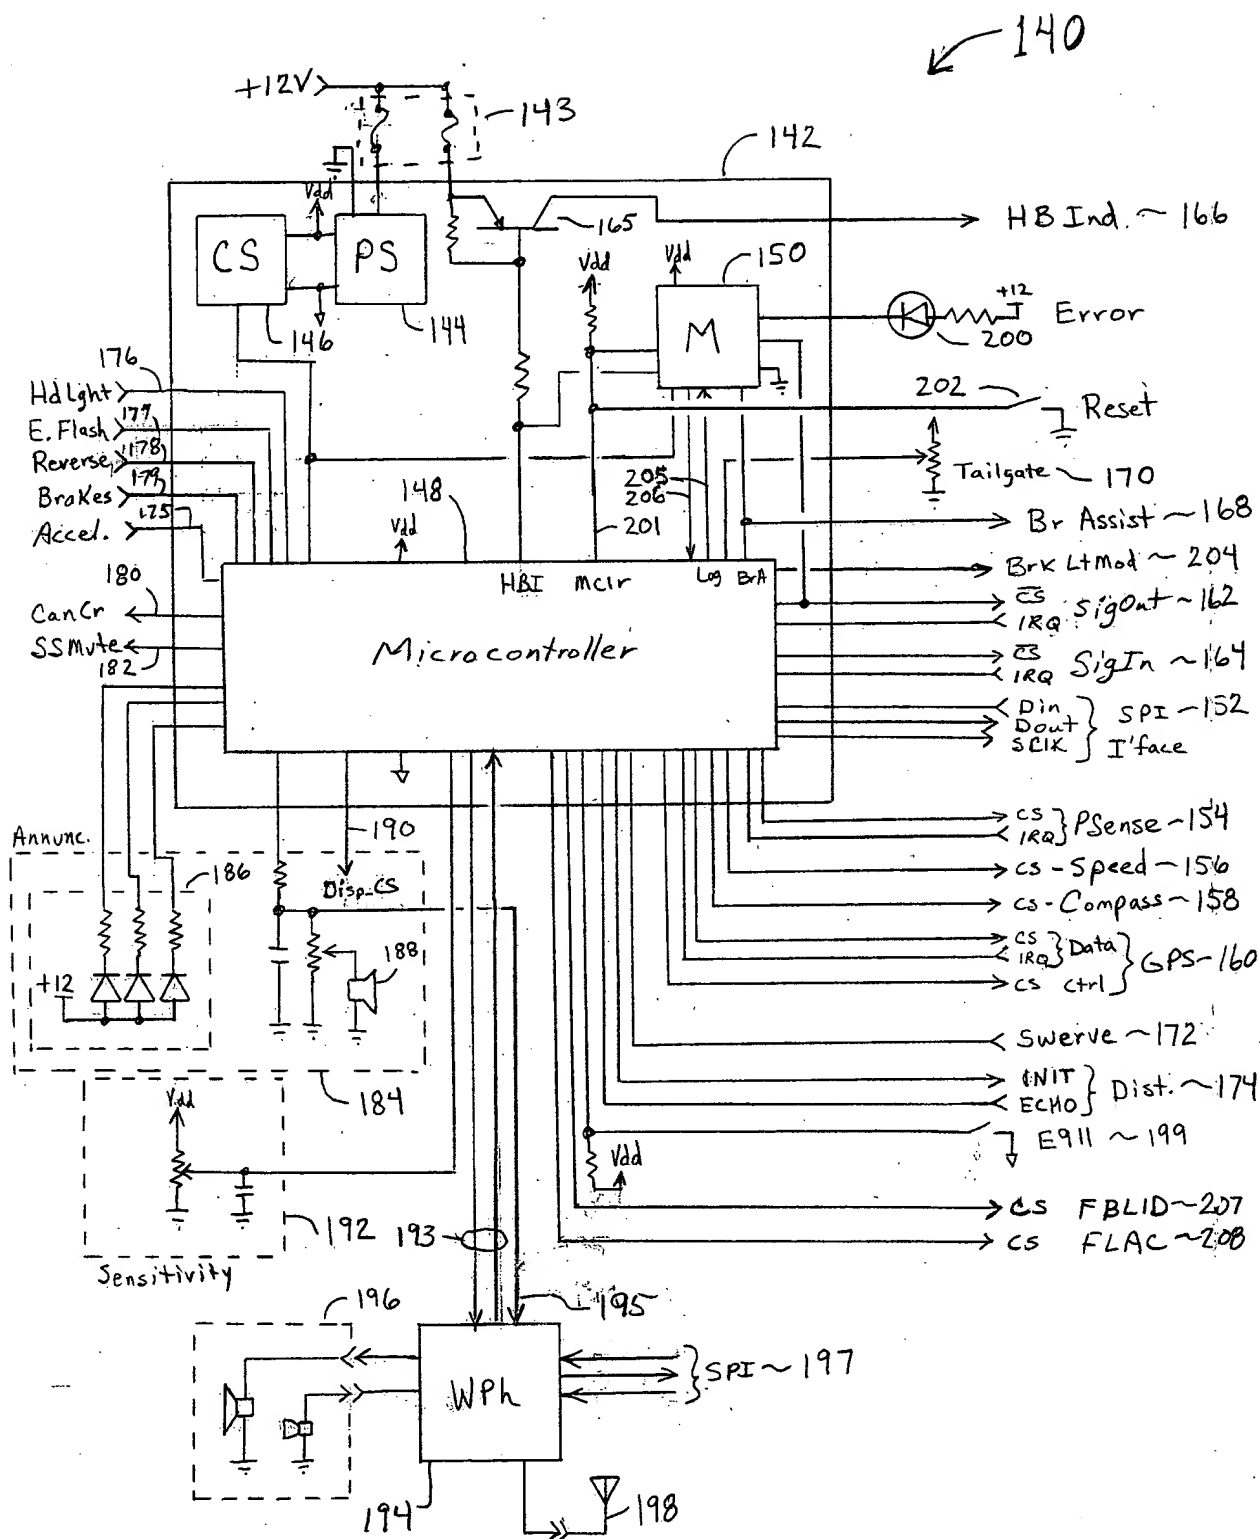 140
+12V
143
142
Vdd
CS
PS
165
HB Ind. ~ 166
Vdd
Vdd
150
M
+12
Error
200
146
144
176
Hd Lght
177
E. Flash
178
Reverse
179
Brakes
175
Accel.
202
Reset
205
206
Tailgate ~ 170
148
Vdd
201
Br Assist ~ 168
HBI
mclr
Log
BrA
Brk Lt Mod ~ 204
180
CanCr
SSMute
182
Microcontroller
CS
IRQ
SigOut ~ 162
CS
IRQ
SigIn ~ 164
Din
Dout
SClK
SPI ~ 152
I'face
190
CS
IRQ
PSense ~ 154
Annunc.
186
Disp_CS
CS - Speed ~ 156
CS - Compass ~ 158
188
CS
IRQ
Data
CS ctrl
GPS ~ 160
+12
Swerve ~ 172
184
INIT
ECHO
Dist. ~ 174
Vdd
E911 ~ 199
Vdd
192
193
CS FBLID ~ 207
CS FLAC ~ 208
Sensitivity
196
195
WPh
SPI ~ 197
194
198